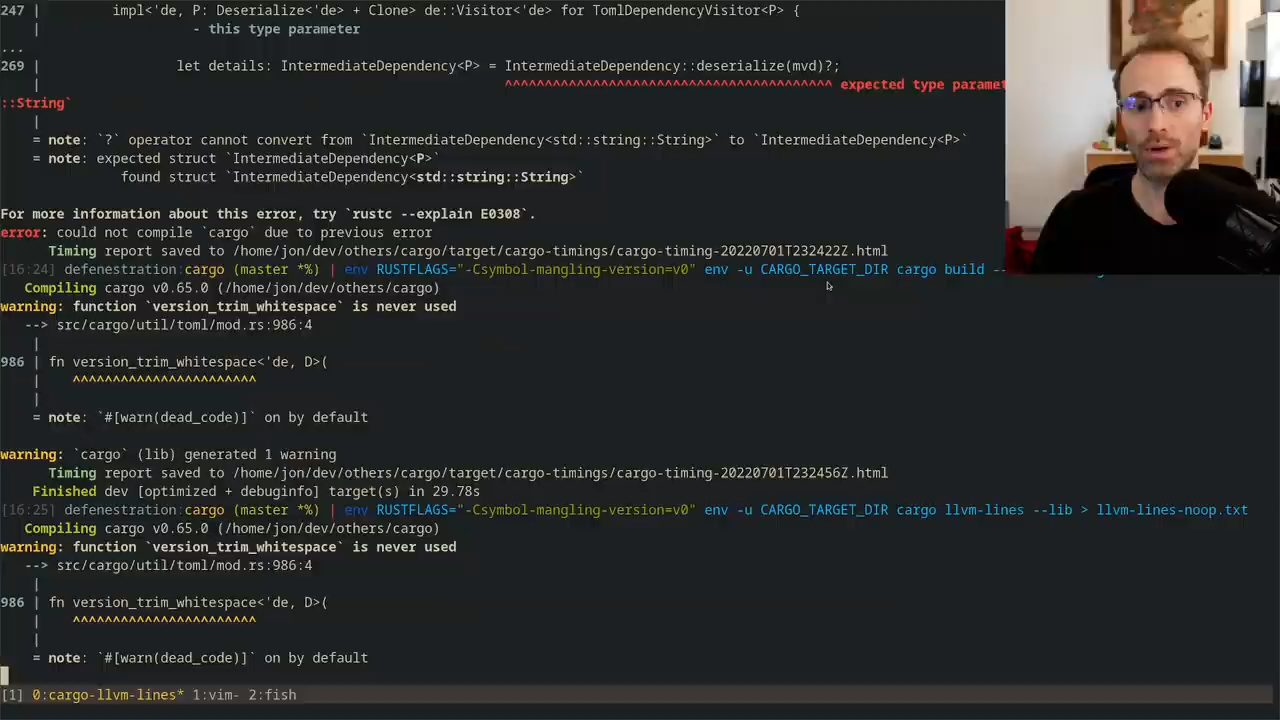 247 |         impl<'de, P: Deserialize<'de> + Clone> de::Visitor<'de> for TomlDependencyVisitor<P> {
    |                   - this type parameter
...
269 |                 let details: IntermediateDependency<P> = IntermediateDependency::deserialize(mvd)?;
    |                                                          ^^^^^^^^^^^^^^^^^^^^^^^^^^^^^^^^^^^^^^^^^ expected type paramet
::String`
    |
    = note: `?` operator cannot convert from `IntermediateDependency<std::string::String>` to `IntermediateDependency<P>`
    = note: expected struct `IntermediateDependency<P>`
               found struct `IntermediateDependency<std::string::String>`
For more information about this error, try `rustc --explain E0308`.
error: could not compile `cargo` due to previous error
      Timing report saved to /home/jon/dev/others/cargo/target/cargo-timings/cargo-timing-20220701T232422Z.html
[16:24] defenestration:cargo (master *%) | env RUSTFLAGS="-Csymbol-mangling-version=v0" env -u CARGO_TARGET_DIR cargo build --
   Compiling cargo v0.65.0 (/home/jon/dev/others/cargo)
warning: function `version_trim_whitespace` is never used
   --> src/cargo/util/toml/mod.rs:986:4
    |
986 | fn version_trim_whitespace<'de, D>(
    |    ^^^^^^^^^^^^^^^^^^^^^^^
    |
    = note: `#[warn(dead_code)]` on by default
warning: `cargo` (lib) generated 1 warning
      Timing report saved to /home/jon/dev/others/cargo/target/cargo-timings/cargo-timing-20220701T232456Z.html
    Finished dev [optimized + debuginfo] target(s) in 29.78s
[16:25] defenestration:cargo (master *%) | env RUSTFLAGS="-Csymbol-mangling-version=v0" env -u CARGO_TARGET_DIR cargo llvm-lines --lib > llvm-lines-noop.txt
   Compiling cargo v0.65.0 (/home/jon/dev/others/cargo)
warning: function `version_trim_whitespace` is never used
   --> src/cargo/util/toml/mod.rs:986:4
    |
986 | fn version_trim_whitespace<'de, D>(
    |    ^^^^^^^^^^^^^^^^^^^^^^^
    |
    = note: `#[warn(dead_code)]` on by default
[1] 0:cargo-llvm-lines* 1:vim- 2:fish